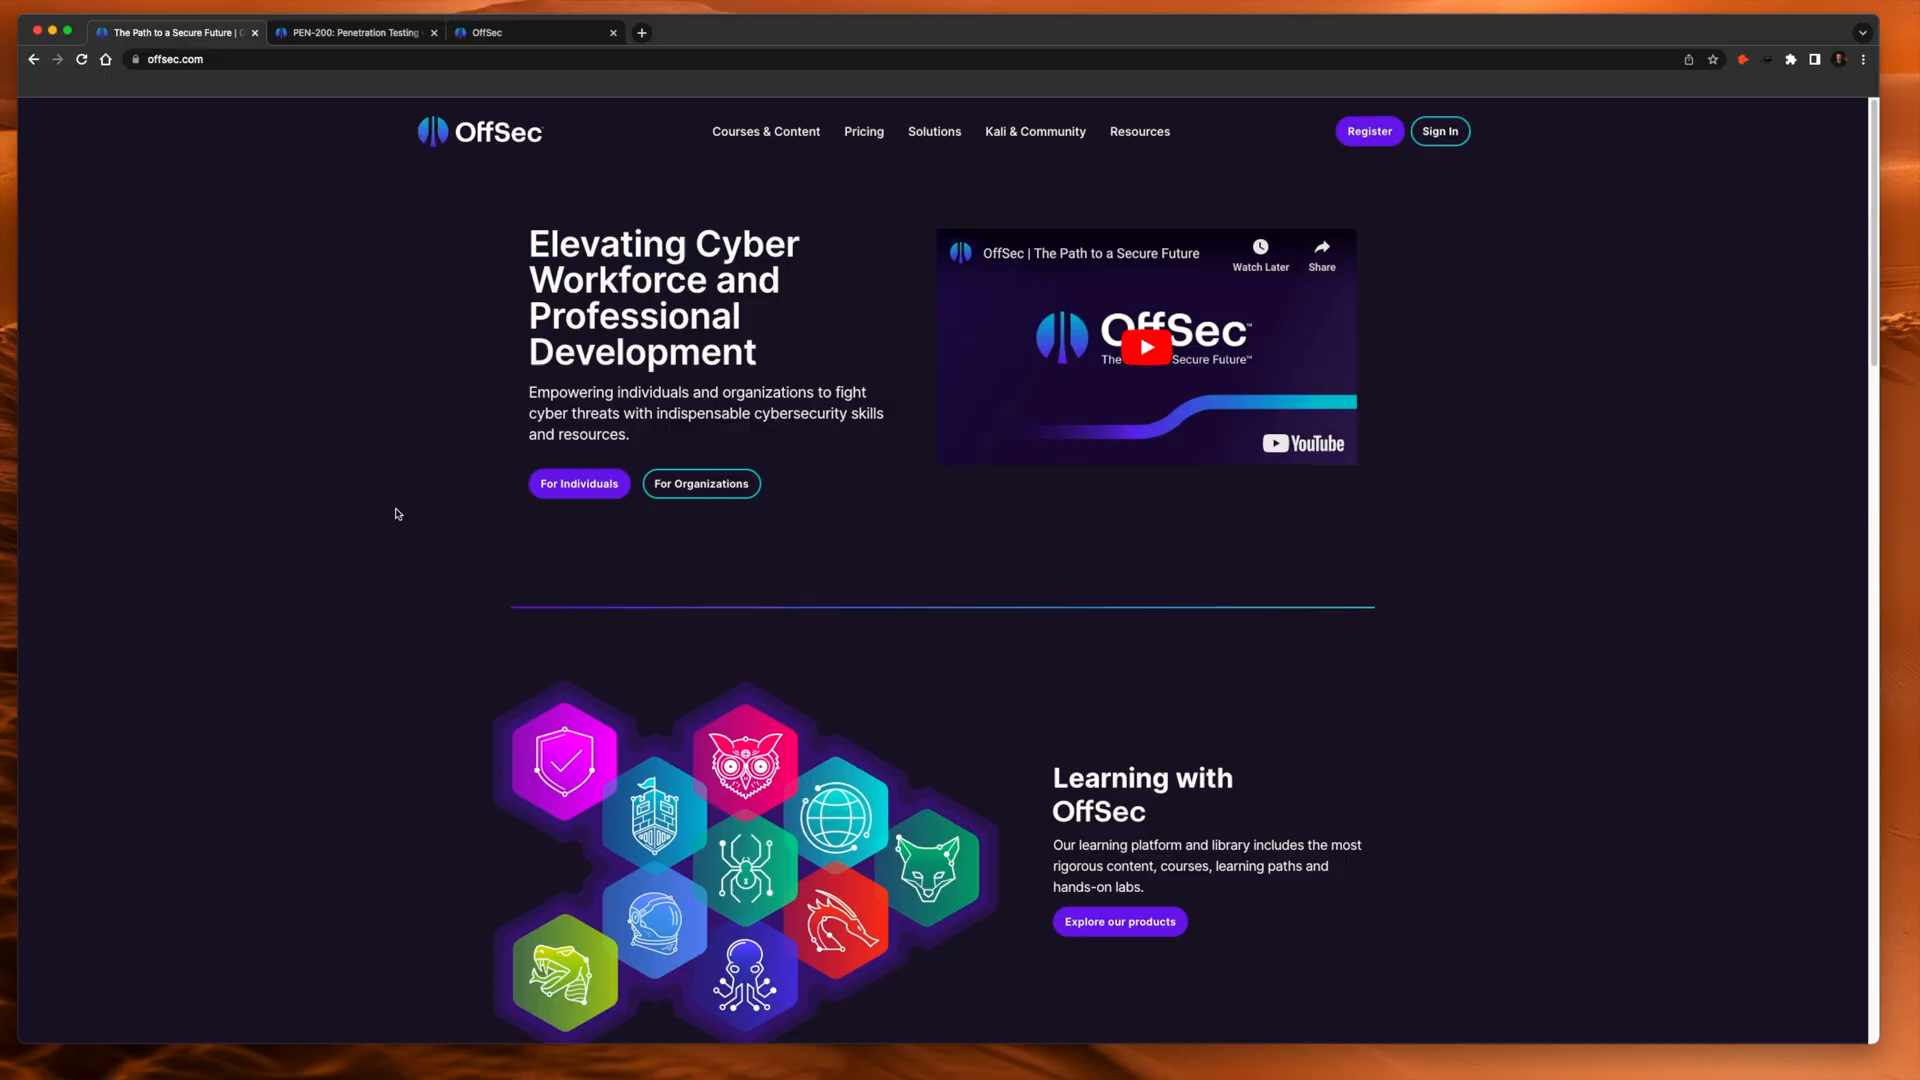 The Path to a Secure Future |
PEN-200: Penetration Testing
OffSec
offsec.com
OffSec
Courses & Content
Pricing
Solutions
Kali & Community
Resources
Register
Sign In
Elevating Cyber
Workforce and
Professional
Development
Empowering individuals and organizations to fight
cyber threats with indispensable cybersecurity skills
and resources.
For Individuals
For Organizations
OffSec | The Path to a Secure Future
Watch Later
Share
OffSec™
The Secure Future™
YouTube
Learning with
OffSec
Our learning platform and library includes the most
rigorous content, courses, learning paths and
hands-on labs.
Explore our products